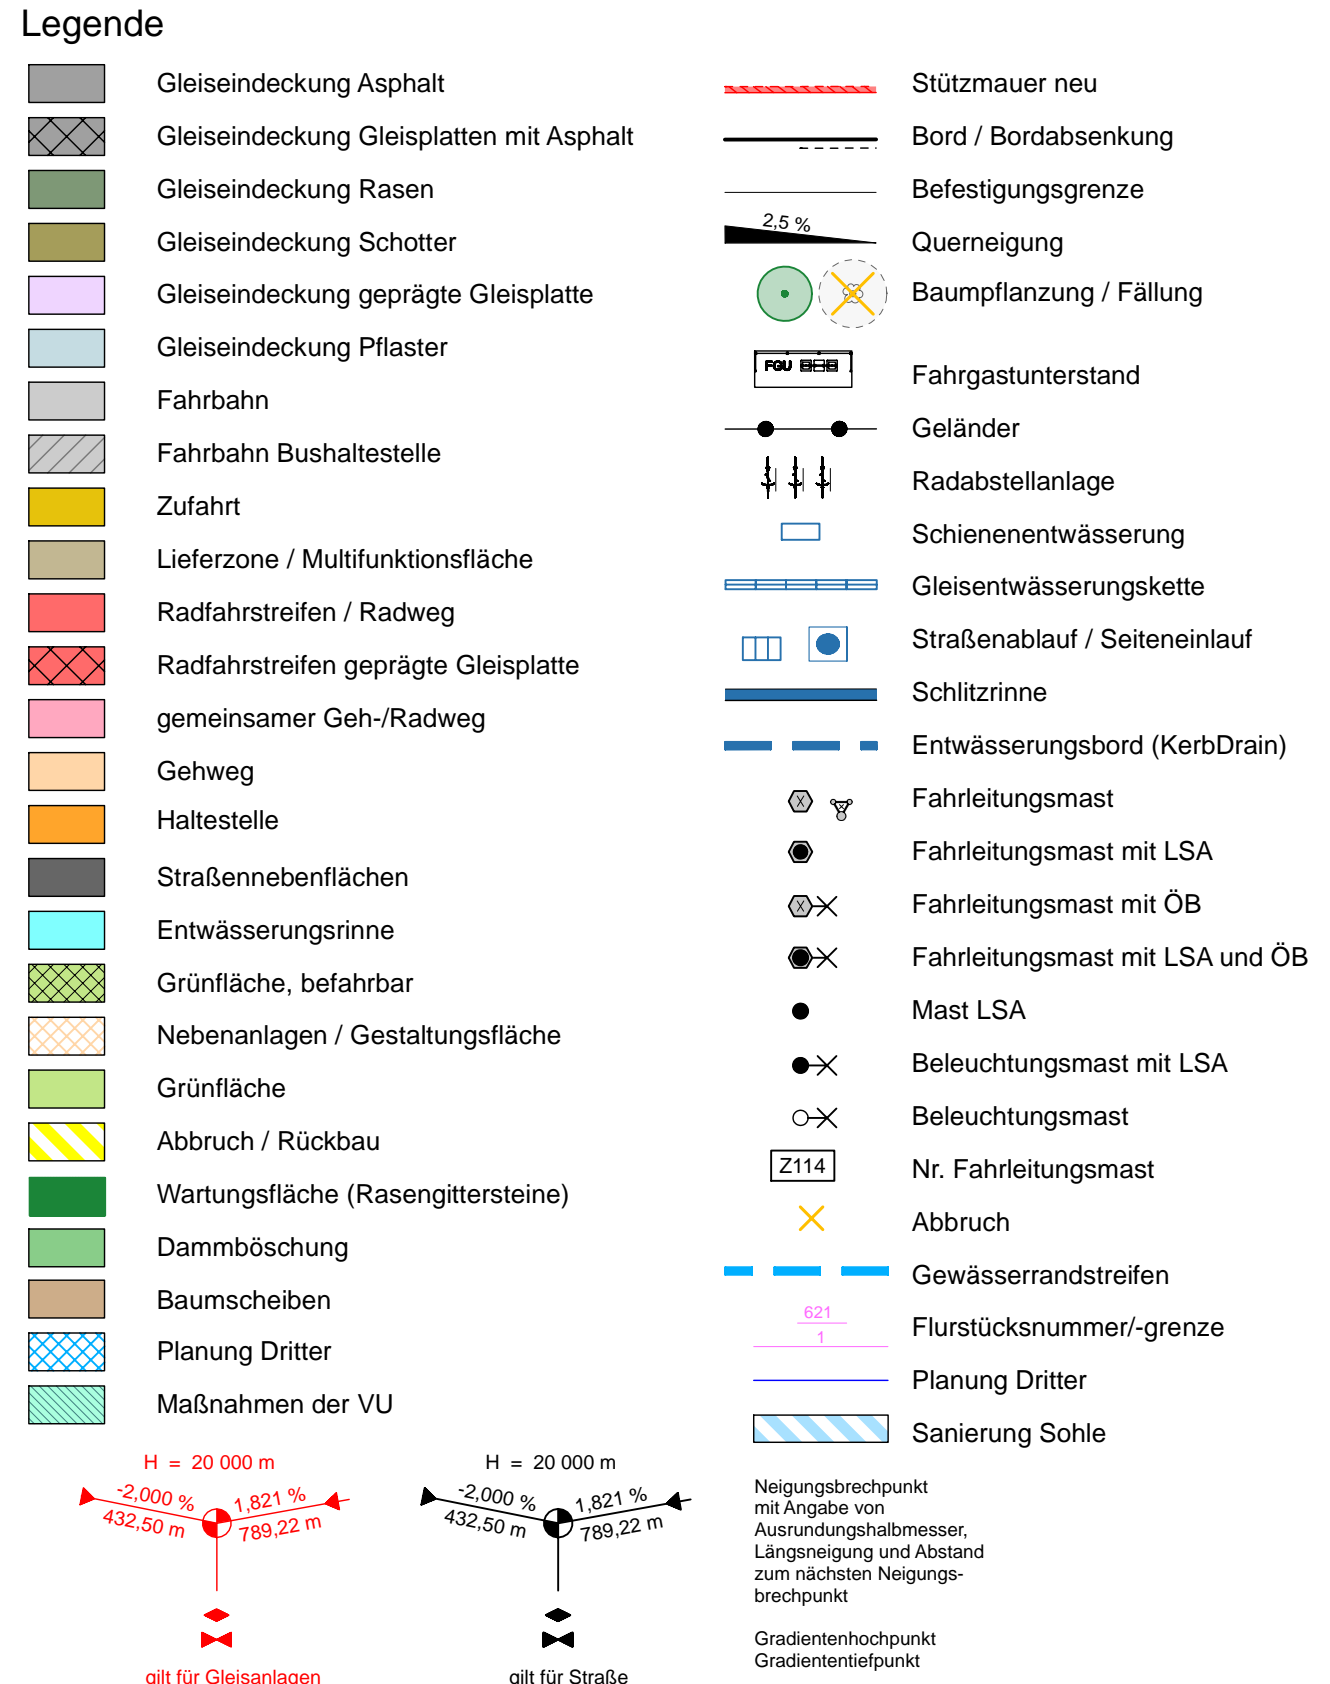 Legende
Gleiseindeckung Asphalt
Gleiseindeckung Gleisplatten mit Asphalt
Gleiseindeckung Rasen
Gleiseindeckung Schotter
Gleiseindeckung geprägte Gleisplatte
Gleiseindeckung Pflaster
Fahrbahn
Fahrbahn Bushaltestelle
Zufahrt
Lieferzone / Multifunktionsfläche
Radfahrstreifen / Radweg
Radfahrstreifen geprägte Gleisplatte
gemeinsamer Geh-/Radweg
Gehweg
Haltestelle
Straßennebenflächen
Entwässerungsrinne
Grünfläche, befahrbar
Nebenanlagen / Gestaltungsfläche
Grünfläche
Abbruch / Rückbau
Wartungsfläche (Rasengittersteine)
Dammböschung
Baumscheiben
Planung Dritter
Maßnahmen der VU
Stützmauer neu
Bord / Bordabsenkung
Befestigungsgrenze
2,5 %
Querneigung
Baumpflanzung / Fällung
FGU
Fahrgastunterstand
Geländer
Radabstellanlage
Schienenentwässerung
Gleisentwässerungskette
Straßenablauf / Seiteneinlauf
Schlitzrinne
Entwässerungsbord (KerbDrain)
Fahrleitungsmast
Fahrleitungsmast mit LSA
Fahrleitungsmast mit ÖB
Fahrleitungsmast mit LSA und ÖB
Mast LSA
Beleuchtungsmast mit LSA
Beleuchtungsmast
Z114
Nr. Fahrleitungsmast
Abbruch
Gewässerrandstreifen
621
1
Flurstücksnummer/-grenze
Planung Dritter
Sanierung Sohle
H = 20 000 m
-2,000 % 1,821 %
432,50 m 789,22 m
gilt für Gleisanlagen
H = 20 000 m
-2,000 % 1,821 %
432,50 m 789,22 m
gilt für Straße
Neigungsbrechpunkt
mit Angabe von
Ausrundungshalbmesser,
Längsneigung und Abstand
zum nächsten Neigungs-
brechpunkt
Gradientenhochpunkt
Gradiententiefpunkt